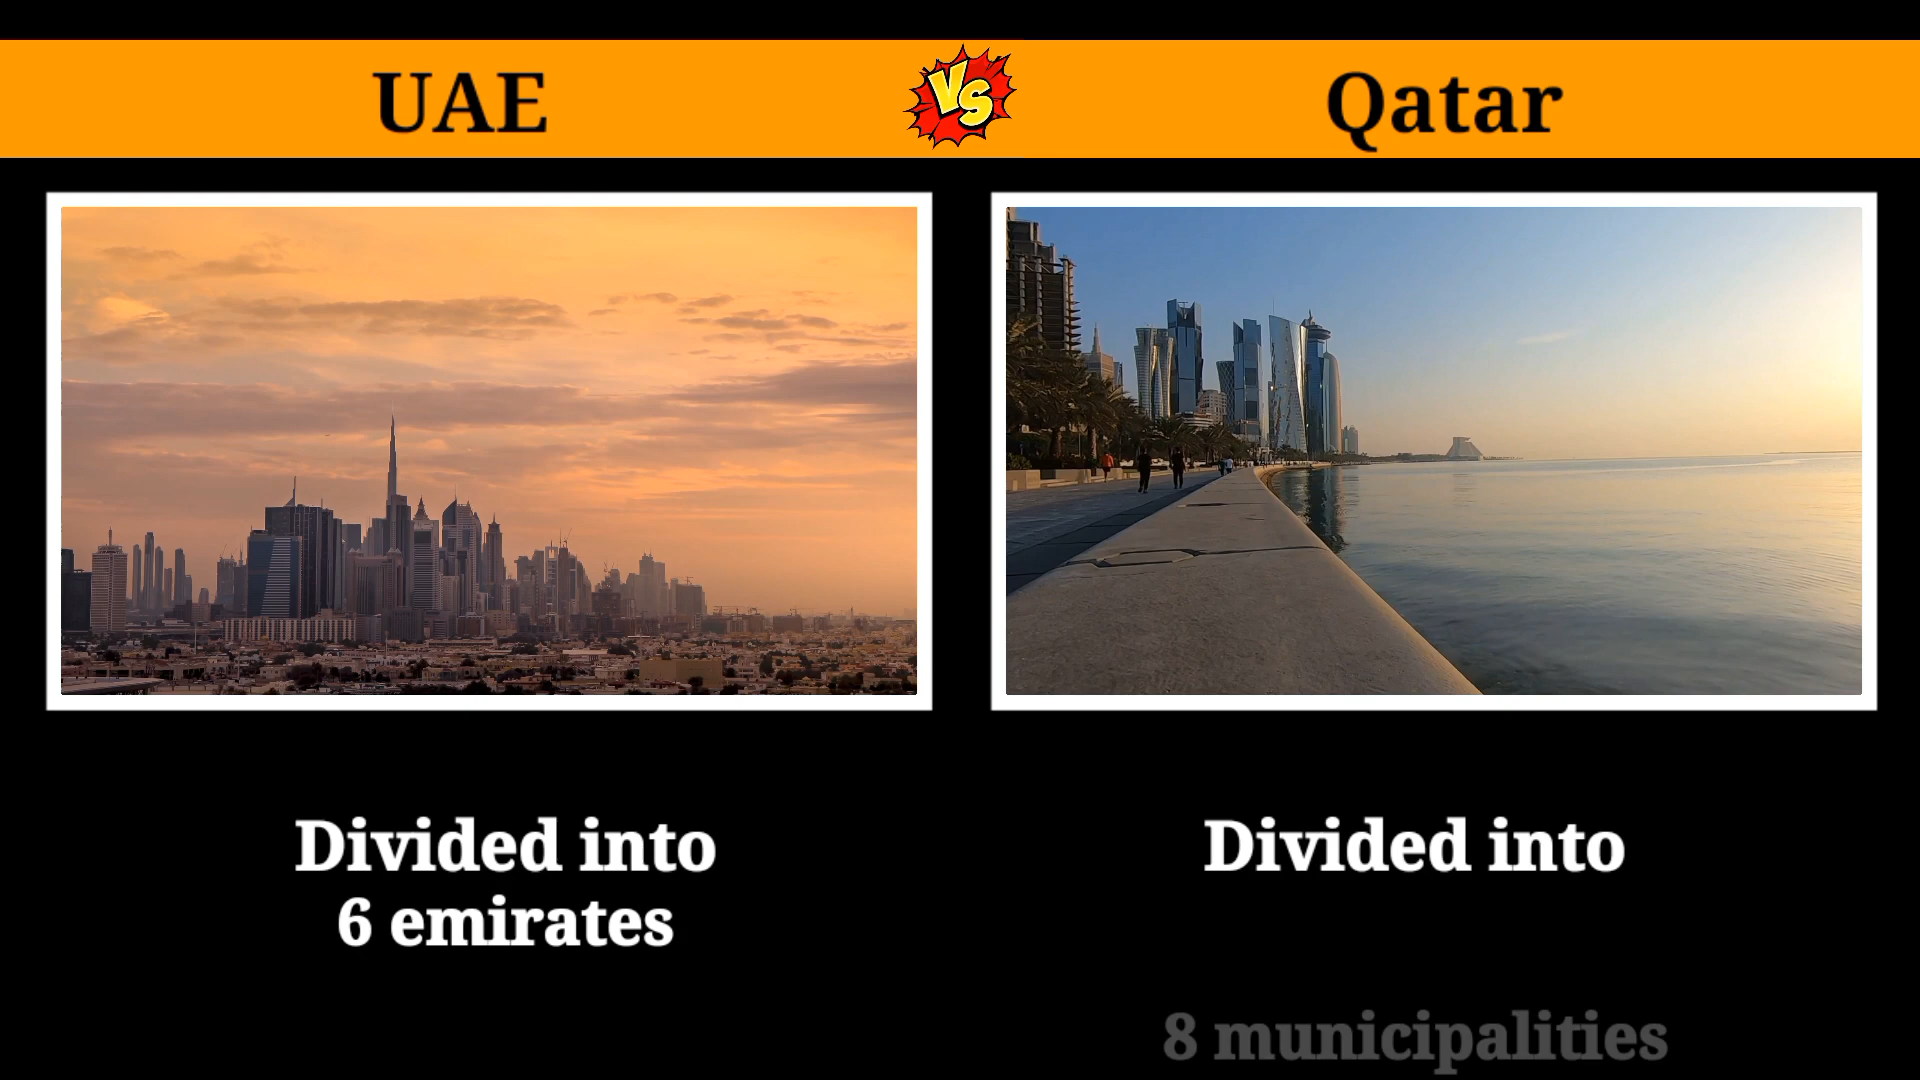 UAE
VS
Qatar
Divided into
6 emirates
Divided into
8 municipalities